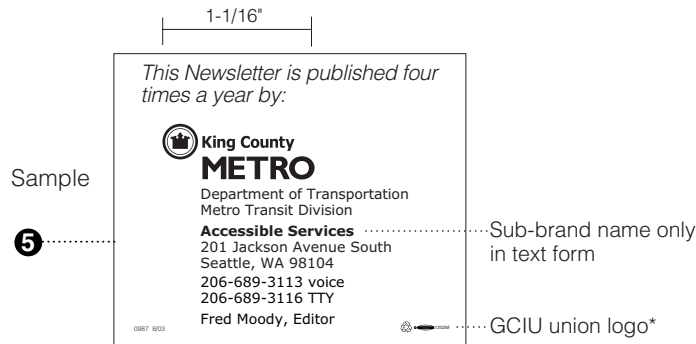 1-1/16"
This Newsletter is published four
times a year by:
King County
METRO
Sample
Department of Transportation
Metro Transit Division
5
Accessible Services
Sub-brand name only
in text form
201 Jackson Avenue South
Seattle, WA 98104
206-689-3113 voice
206-689-3116 TTY
Fred Moody, Editor
0987 8/03
GCIU union logo*